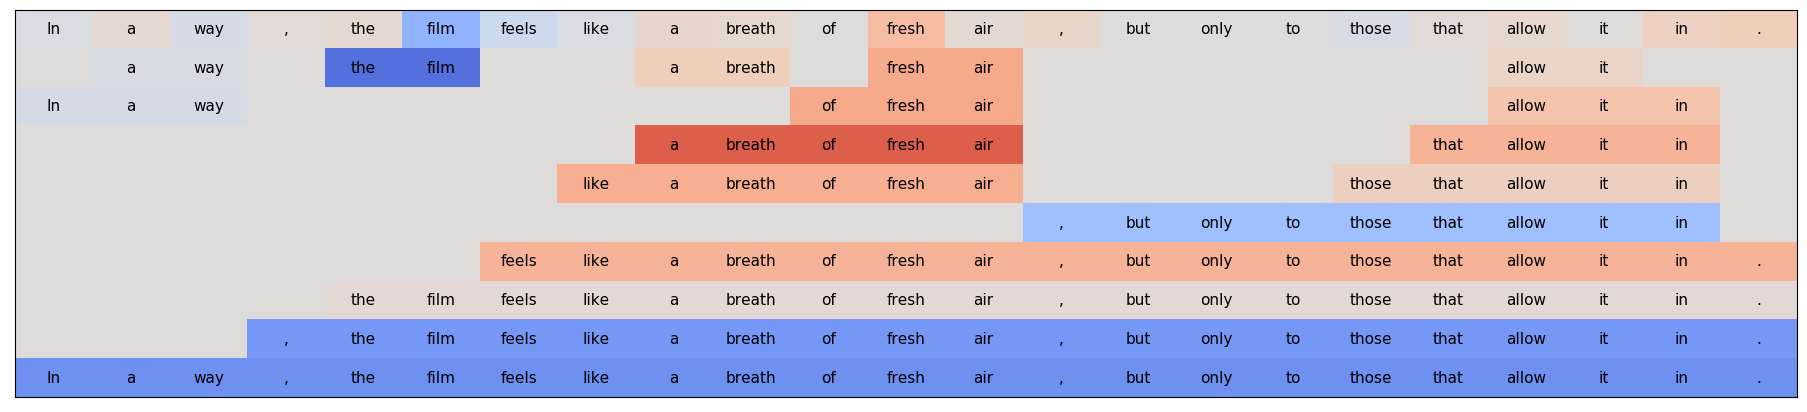 In a way , the film feels like a breath of fresh air , but only to those that allow it in .
a way the film a breath fresh air allow it
In a way of fresh air allow it in
a breath of fresh air that allow it in
like a breath of fresh air those that allow it in
, but only to those that allow it in
feels like a breath of fresh air , but only to those that allow it in .
the film feels like a breath of fresh air , but only to those that allow it in .
, the film feels like a breath of fresh air , but only to those that allow it in .
In a way , the film feels like a breath of fresh air , but only to those that allow it in .